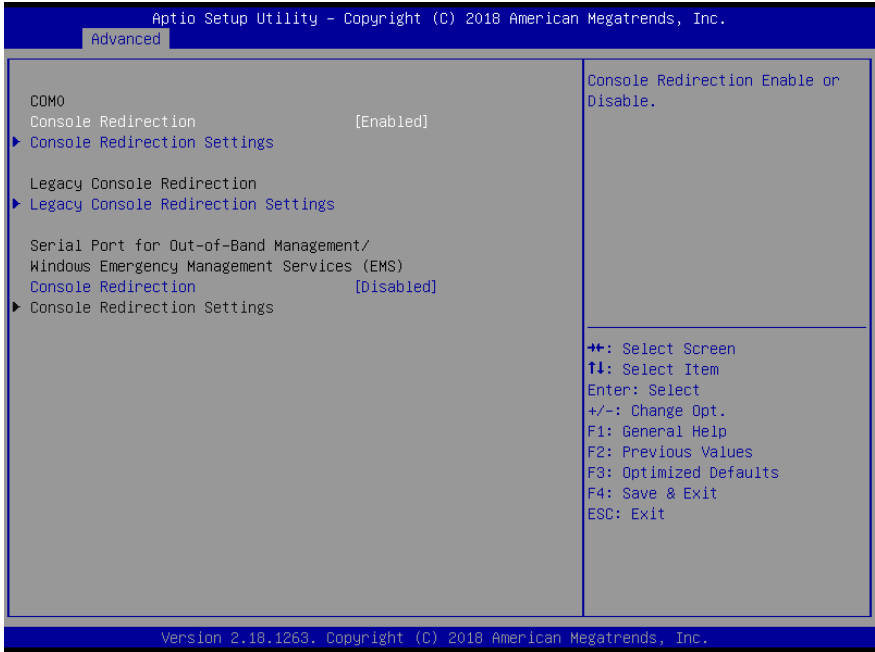 Aptio Setup Utility – Copyright (C) 2018 American Megatrends, Inc.
Advanced
COM0
Console Redirection [Enabled]
Console Redirection Settings
Legacy Console Redirection
Legacy Console Redirection Settings
Serial Port for Out-of-Band Management/
Windows Emergency Management Services (EMS)
Console Redirection [Disabled]
Console Redirection Settings
Console Redirection Enable or
Disable.
→←: Select Screen
↑↓: Select Item
Enter: Select
+/-: Change Opt.
F1: General Help
F2: Previous Values
F3: Optimized Defaults
F4: Save & Exit
ESC: Exit
Version 2.18.1263. Copyright (C) 2018 American Megatrends, Inc.